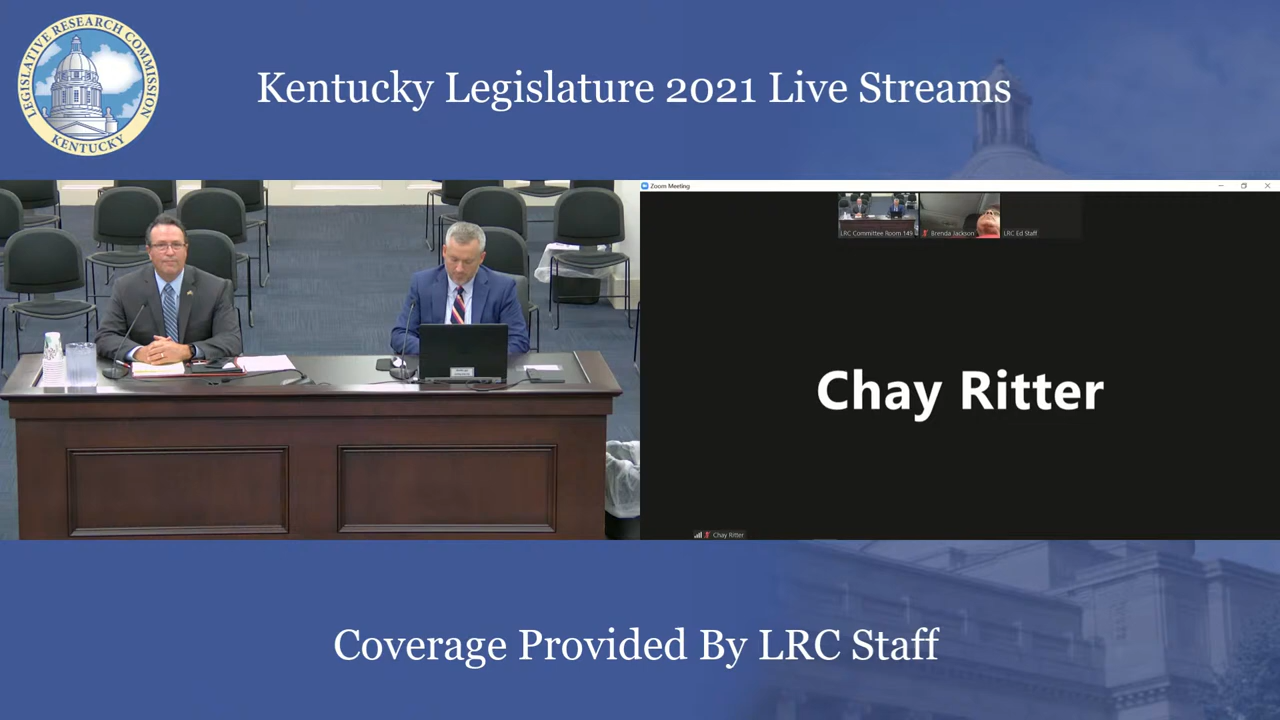 LEGISLATIVE RESEARCH COMMISSION
KENTUCKY
Kentucky Legislature 2021 Live Streams
Zoom Meeting
LRC Committee Room 149
Brenda Jackson
LRC Ed Staff
Chay Ritter
Chay Ritter
Coverage Provided By LRC Staff